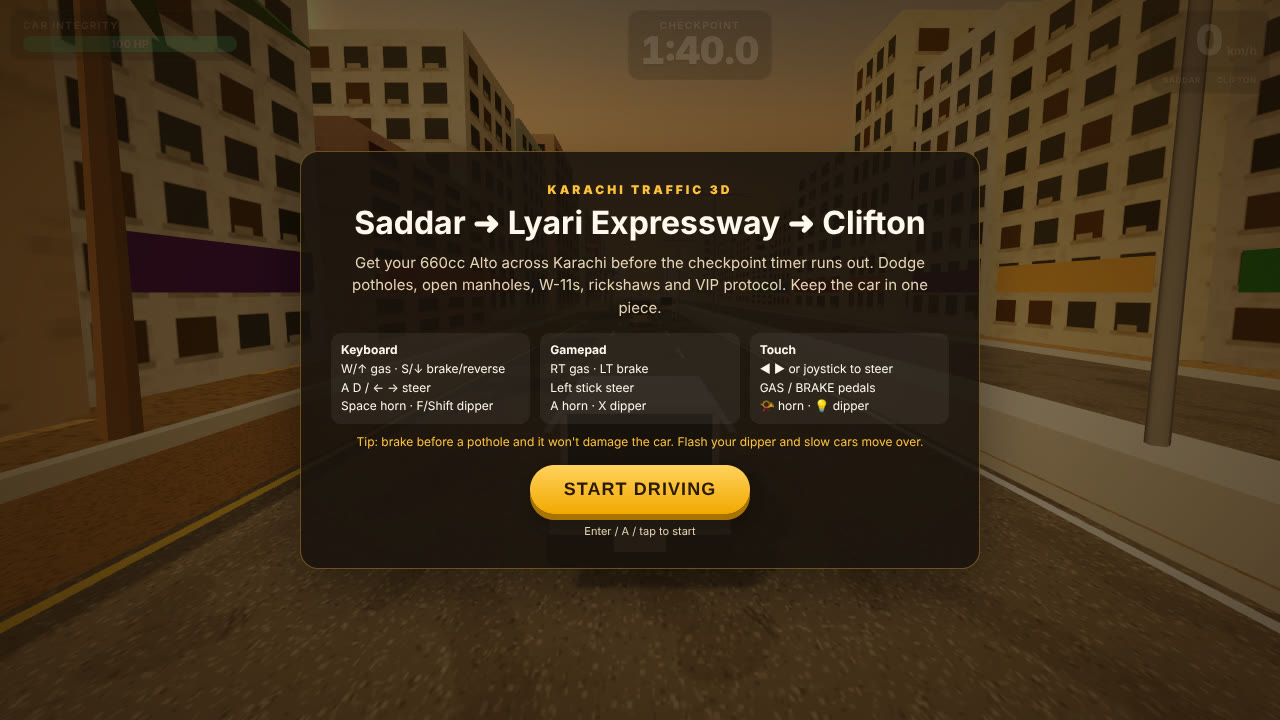 CAR INTEGRITY
100 HP
CHECKPOINT
1:40.0
0 km/h
SADDAR CLIFTON
KARACHI TRAFFIC 3D
Saddar ➜ Lyari Expressway ➜ Clifton
Get your 660cc Alto across Karachi before the checkpoint timer runs out. Dodge
potholes, open manholes, W-11s, rickshaws and VIP protocol. Keep the car in one
piece.
Keyboard
W/↑ gas · S/↓ brake/reverse
A D / ← → steer
Space horn · F/Shift dipper
Gamepad
RT gas · LT brake
Left stick steer
A horn · X dipper
Touch
◀ ▶ or joystick to steer
GAS / BRAKE pedals
📯 horn · 💡 dipper
Tip: brake before a pothole and it won't damage the car. Flash your dipper and slow cars move over.
START DRIVING
Enter / A / tap to start